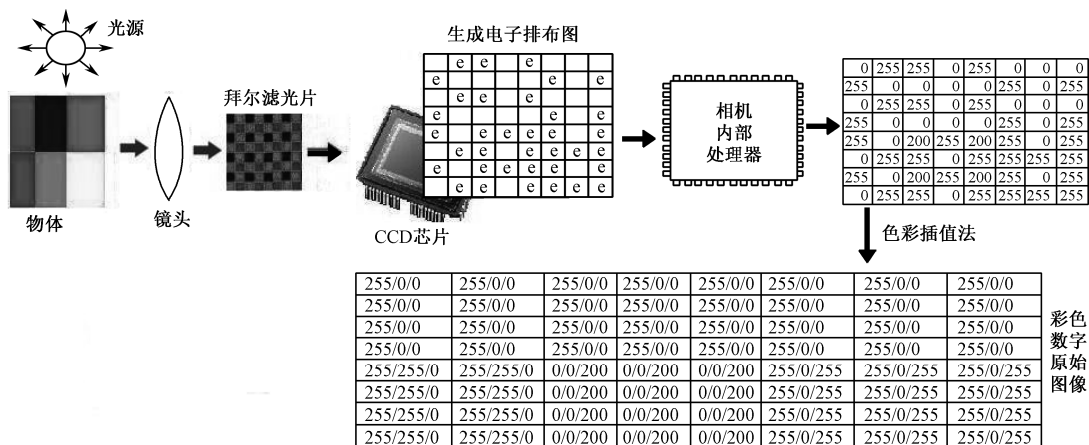 光源
生成电子排布图
拜尔滤光片
物体
镜头
CCD芯片
e e e
e e e
e e e
e e e
e e e e e e
e e e e e e
e e e e e e
e e e e e e
相机
内部
处理器
0 255 255 0 255 0 0 0
255 0 0 0 0 255 0 255
0 255 255 0 255 0 0 0
255 0 0 0 0 255 0 255
255 0 200 255 200 255 0 255
0 255 255 0 255 255 255 255
255 0 200 255 200 255 0 255
0 255 255 0 255 255 255 255
色彩插值法
255/0/0 255/0/0 255/0/0 255/0/0 255/0/0 255/0/0 255/0/0 255/0/0
255/0/0 255/0/0 255/0/0 255/0/0 255/0/0 255/0/0 255/0/0 255/0/0
255/0/0 255/0/0 255/0/0 255/0/0 255/0/0 255/0/0 255/0/0 255/0/0
255/0/0 255/0/0 255/0/0 255/0/0 255/0/0 255/0/0 255/0/0 255/0/0
255/255/0 255/255/0 0/0/200 0/0/200 0/0/200 255/0/255 255/0/255 255/0/255
255/255/0 255/255/0 0/0/200 0/0/200 0/0/200 255/0/255 255/0/255 255/0/255
255/255/0 255/255/0 0/0/200 0/0/200 0/0/200 255/0/255 255/0/255 255/0/255
255/255/0 255/255/0 0/0/200 0/0/200 0/0/200 255/0/255 255/0/255 255/0/255
彩色
数字
原始
图像